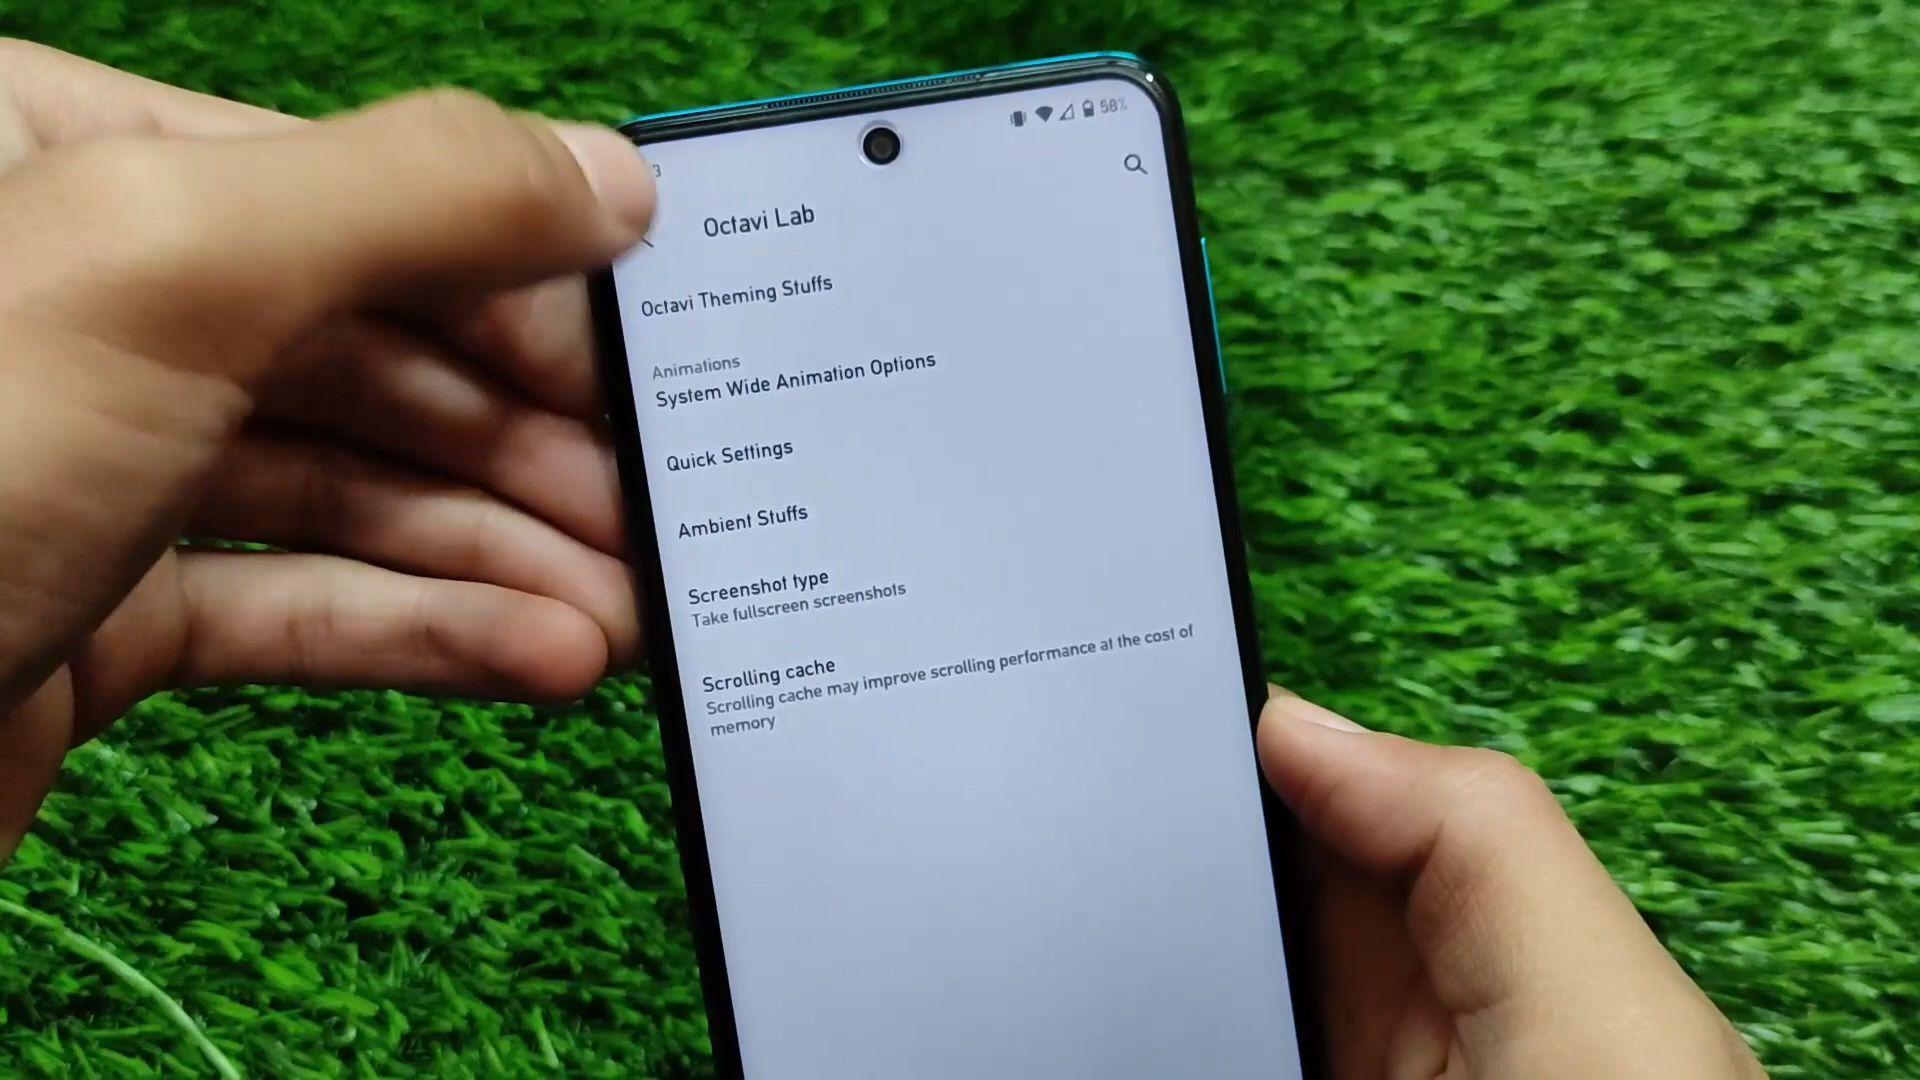 58%
3
Octavi Lab
Octavi Theming Stuffs
Animations
System Wide Animation Options
Quick Settings
Ambient Stuffs
Screenshot type
Take fullscreen screenshots
Scrolling cache
Scrolling cache may improve scrolling performance at the cost of
memory